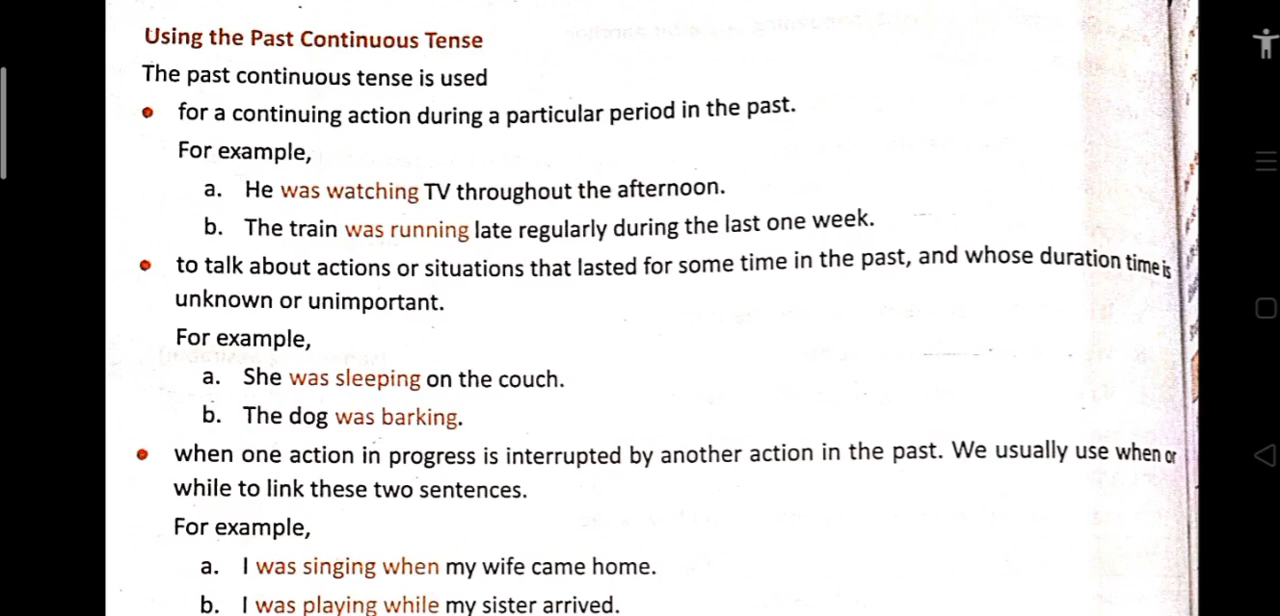 Using the Past Continuous Tense
The past continuous tense is used
• for a continuing action during a particular period in the past.
For example,
a. He was watching TV throughout the afternoon.
b. The train was running late regularly during the last one week.
• to talk about actions or situations that lasted for some time in the past, and whose duration time is
unknown or unimportant.
For example,
a. She was sleeping on the couch.
b. The dog was barking.
• when one action in progress is interrupted by another action in the past. We usually use when or
while to link these two sentences.
For example,
a. I was singing when my wife came home.
b. I was playing while my sister arrived.